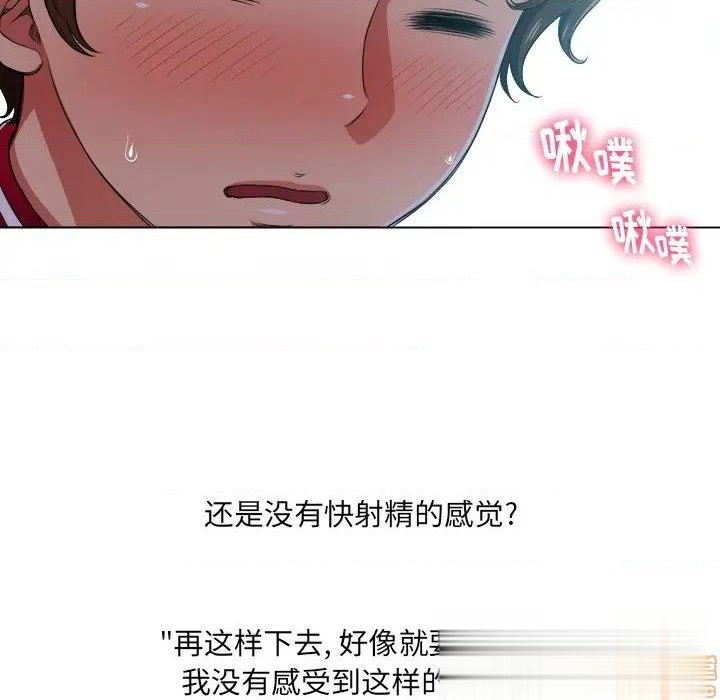 啾噗
啾噗
还是没有快射精的感觉?
"再这样下去, 好像就要
我没有感受到这样的